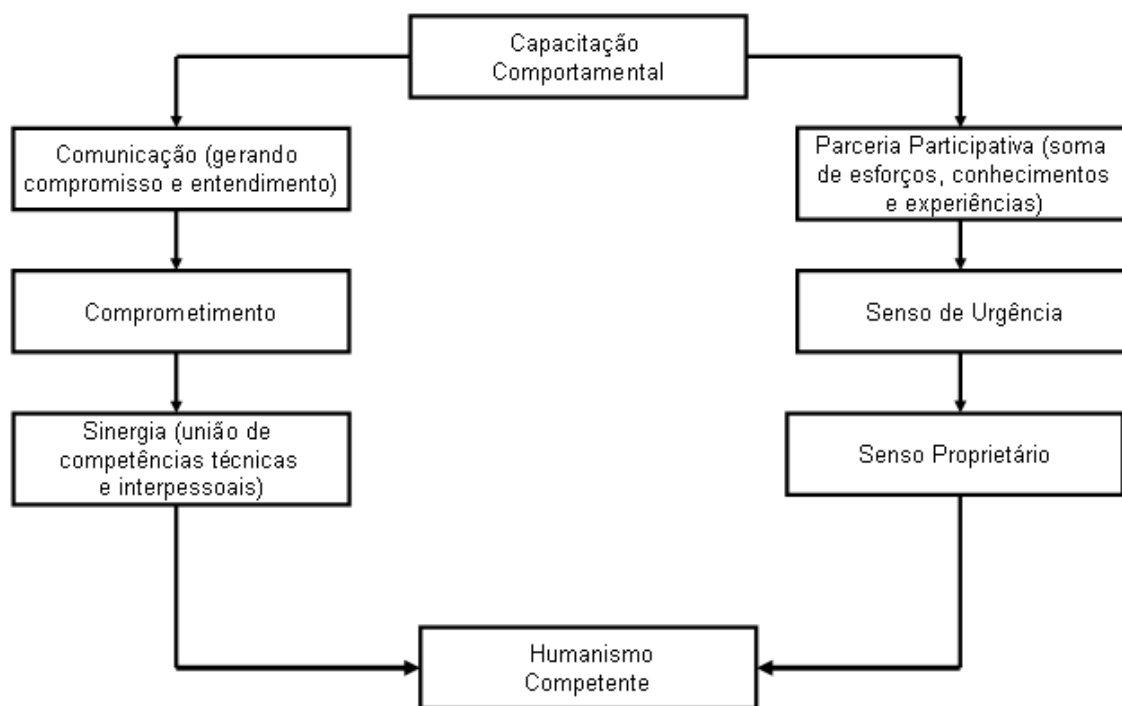 Capacitação
Comportamental
Comunicação (gerando
compromisso e entendimento)
Parceria Participativa (soma
de esforços, conhecimentos
e experiências)
Comprometimento
Senso de Urgência
Sinergia (união de
competências técnicas
e interpessoais)
Senso Proprietário
Humanismo
Competente